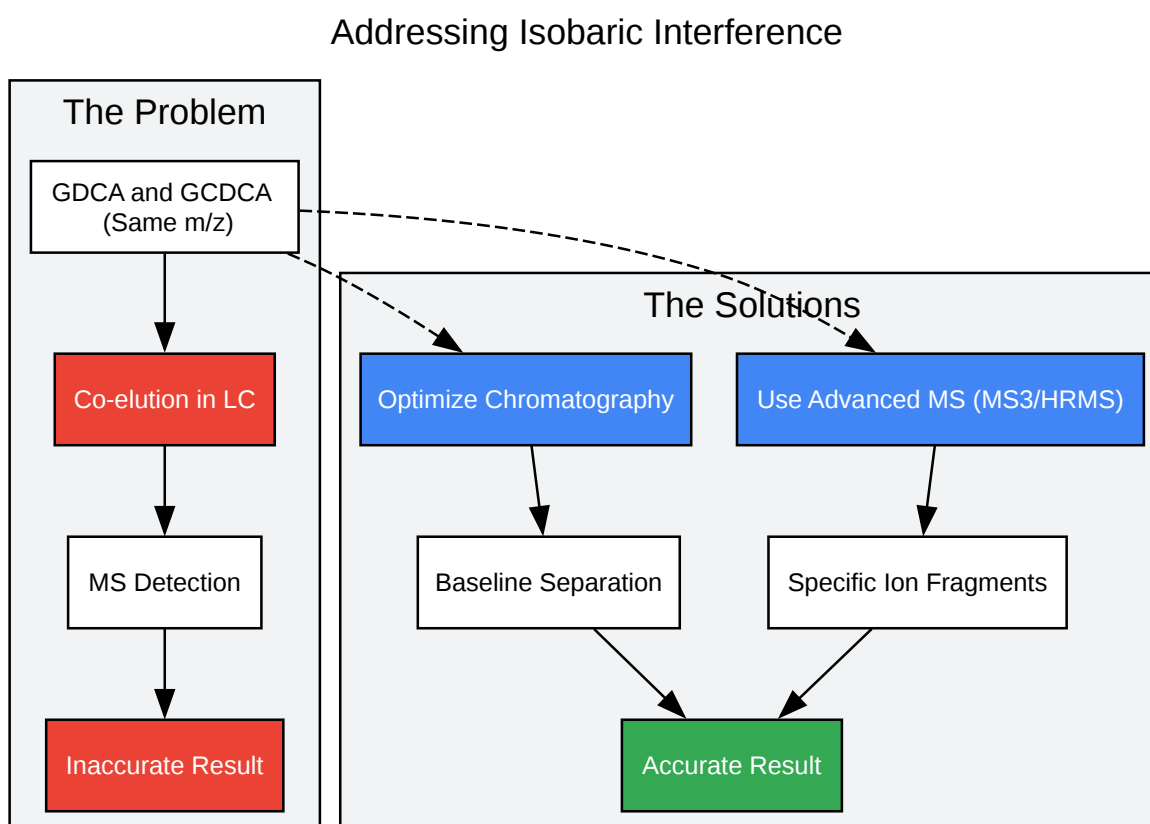 Addressing Isobaric Interference
The Problem
GDCA and GCDCA
(Same m/z)
Co-elution in LC
MS Detection
Inaccurate Result
The Solutions
Optimize Chromatography
Use Advanced MS (MS3/HRMS)
Baseline Separation
Specific Ion Fragments
Accurate Result